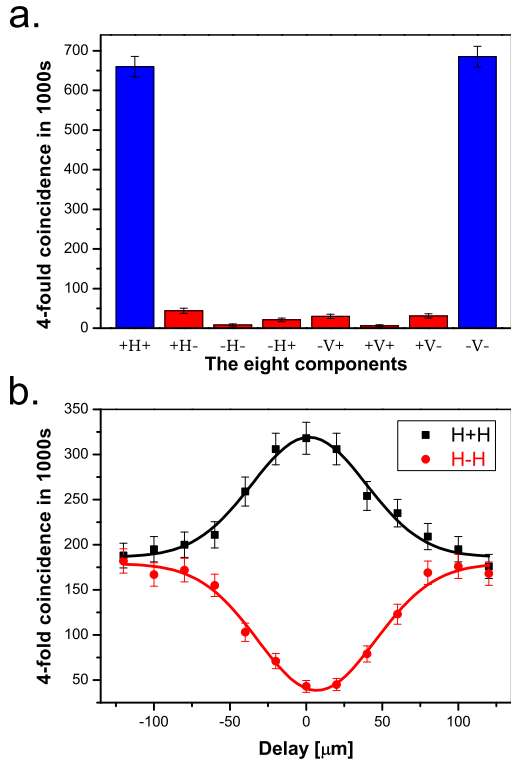 a.
4-fould coincidence in 1000s
700
600
500
400
300
200
100
0
+H+ +H- -H- -H+ -V+ +V+ +V- -V-
The eight components
b.
4-fold coincidence in 1000s
350
300
250
200
150
100
50
H+H
H-H
-100 -50 0 50 100
Delay [μm]